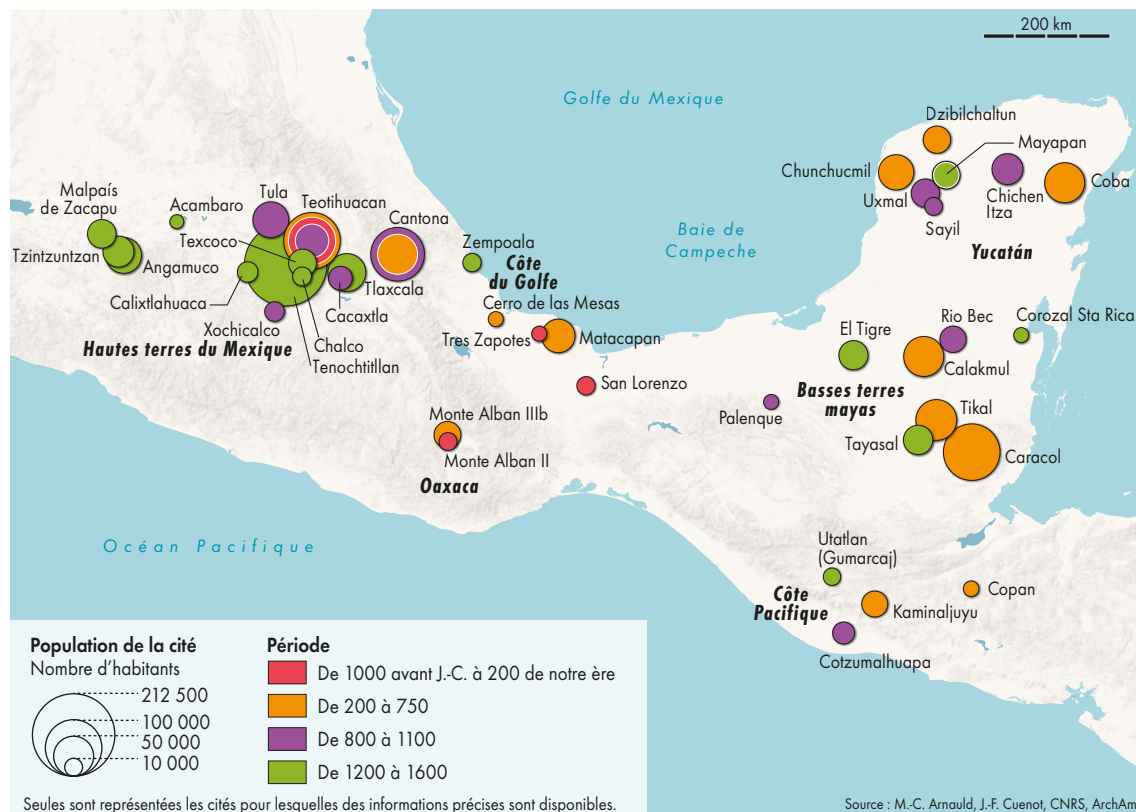 200 km
Golfe du Mexique
Dzibilchaltun
Mayapan
Chunchucmil
Uxmal
Sayil
Chichen
Itza
Coba
Yucatán
Malpaís
de Zacapu
Acambaro
Tula
Teotihuacan
Texcoco
Cantona
Tzintzuntzan
Angamuco
Zempoala
Baie de
Campeche
Côte
du Golfe
Calixtlahuaca
Tlaxcala
Cacaxtla
Xochicalco
Chalco
Tenochtitllan
Hautes terres du Mexique
Cerro de las Mesas
Tres Zapotes
Matacapan
San Lorenzo
El Tigre
Rio Bec
Corozal Sta Rica
Calakmul
Basses terres
mayas
Palenque
Tikal
Tayasal
Caracol
Monte Alban IIIb
Monte Alban II
Oaxaca
Océan Pacifique
Utatlan
(Gumarcaj)
Côte
Pacifique
Copan
Kaminaljuyu
Cotzumalhuapa
Population de la cité
Nombre d'habitants
212 500
100 000
50 000
10 000
Période
De 1000 avant J.-C. à 200 de notre ère
De 200 à 750
De 800 à 1100
De 1200 à 1600
Seules sont représentées les cités pour lesquelles des informations précises sont disponibles.
Source : M.-C. Arnauld, J.-F. Cuenot, CNRS, ArchAm